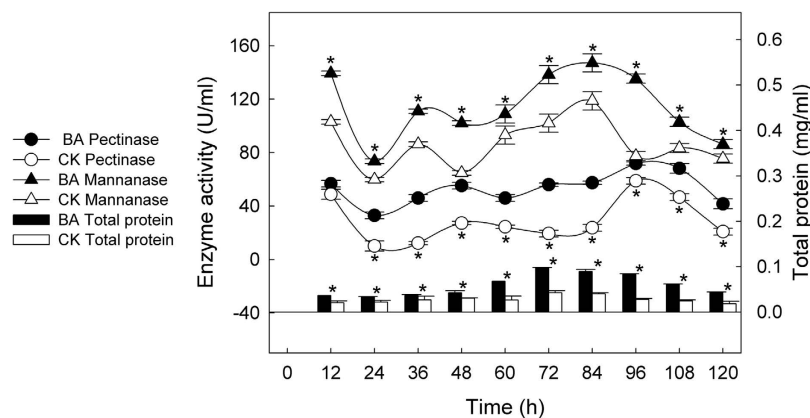 BA Pectinase
CK Pectinase
BA Mannanase
CK Mannanase
BA Total protein
CK Total protein
Enzyme activity (U/ml)
160
120
80
40
0
-40
* * * * * * * * * *
* * * * * * * * *
* * * * * * * * * *
0 12 24 36 48 60 72 84 96 108 120
Time (h)
0.6
0.5
0.4
0.3
0.2
0.1
0.0
Total protein (mg/ml)